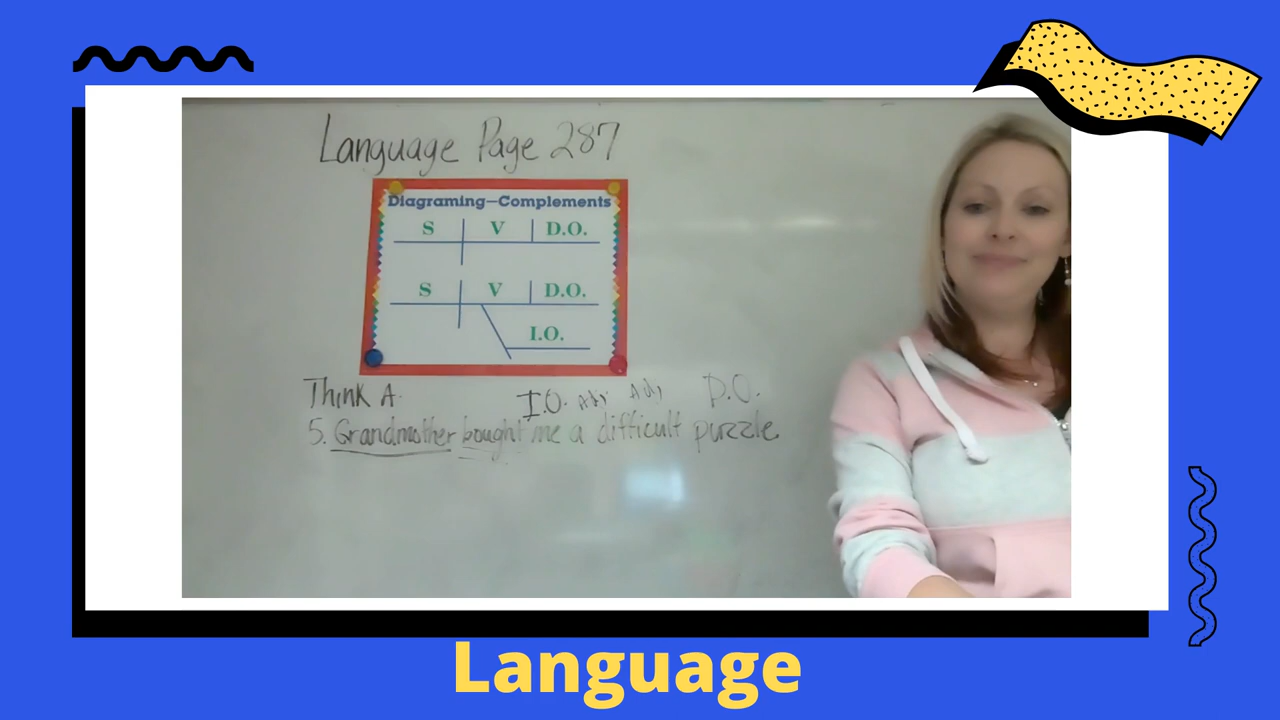 Language Page 287
Diagraming—Complements
S V D.O.
S V D.O.
I.O.
Think A.
I.O. Adj Adj D.O.
5. Grandmother bought me a difficult puzzle.
Language